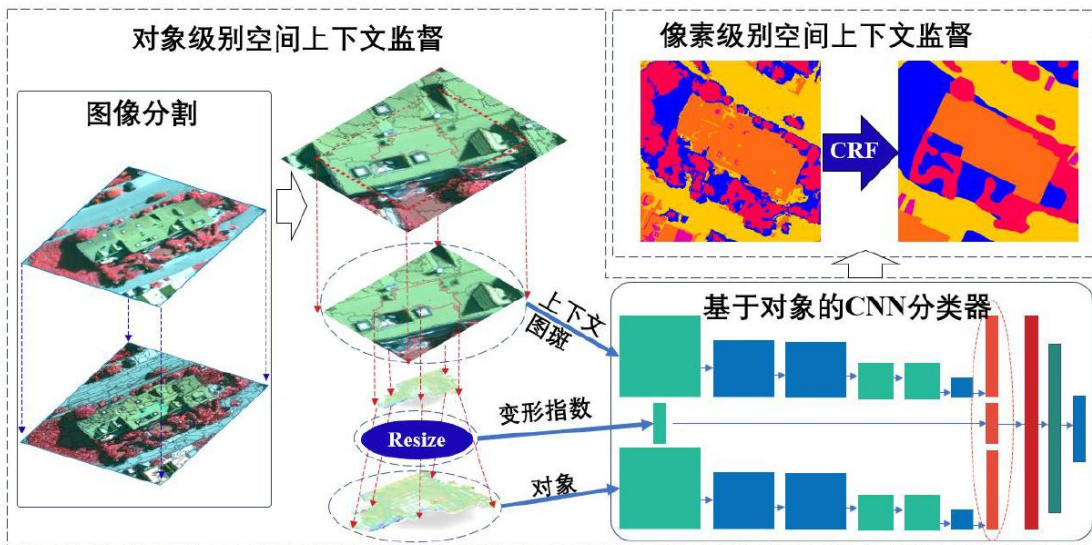 对象级别空间上下文监督
图像分割
像素级别空间上下文监督
CRF
基于对象的CNN分类器
上下文
图斑
变形指数
Resize
对象